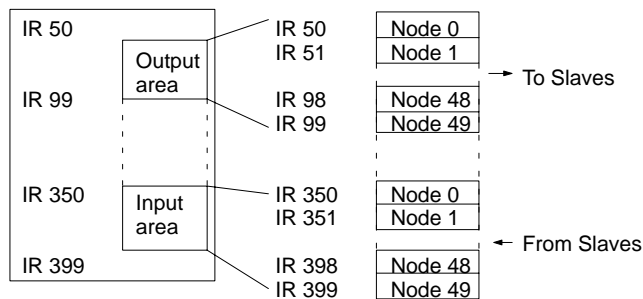 IR 50 IR 50 Node 0
Output area IR 51 Node 1
To Slaves
IR 99 IR 98 Node 48
IR 99 Node 49
IR 350 Input area IR 350 Node 0
IR 351 Node 1
From Slaves
IR 399 IR 398 Node 48
IR 399 Node 49